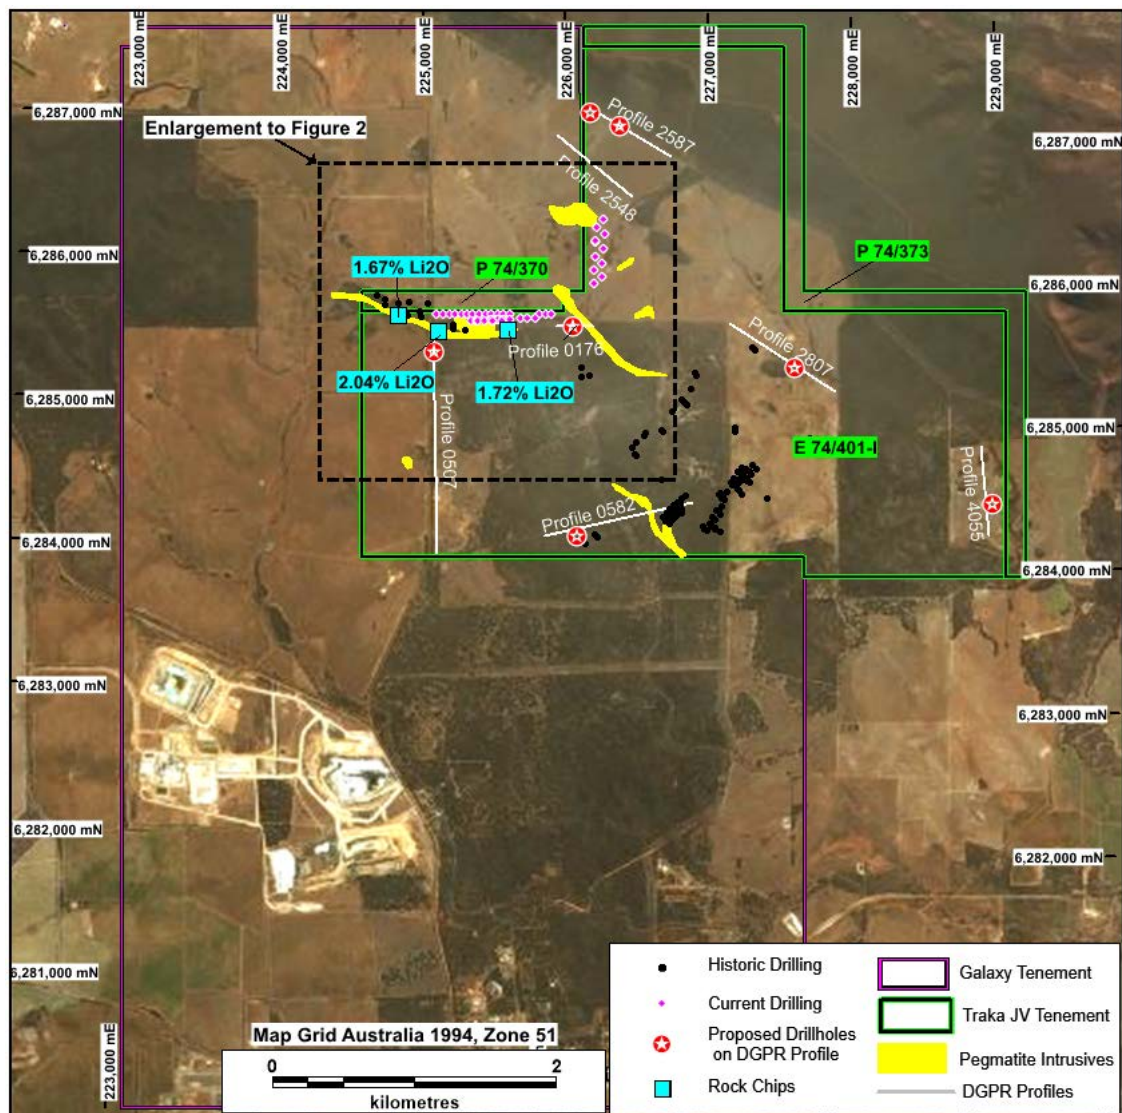 223,000 mE
224,000 mE
225,000 mE
226,000 mE
227,000 mE
228,000 mE
229,000 mE
6,287,000 mN
Enlargement to Figure 2
Profile 2587
6,287,000 mN
Profile 2548
6,286,000 mN
1.67% Li2O
P 74/370
P 74/373
6,286,000 mN
Profile 0176
Profile 2807
2.04% Li2O
1.72% Li2O
6,285,000 mN
Profile 0507
6,285,000 mN
E 74/401-I
Profile 4055
Profile 0582
6,284,000 mN
6,284,000 mN
6,283,000 mN
6,283,000 mN
6,282,000 mN
6,282,000 mN
6,281,000 mN
223,000 mE
Map Grid Australia 1994, Zone 51
0
2
kilometres
Historic Drilling
Current Drilling
Proposed Drillholes
on DGPR Profile
Rock Chips
Galaxy Tenement
Traka JV Tenement
Pegmatite Intrusives
DGPR Profiles